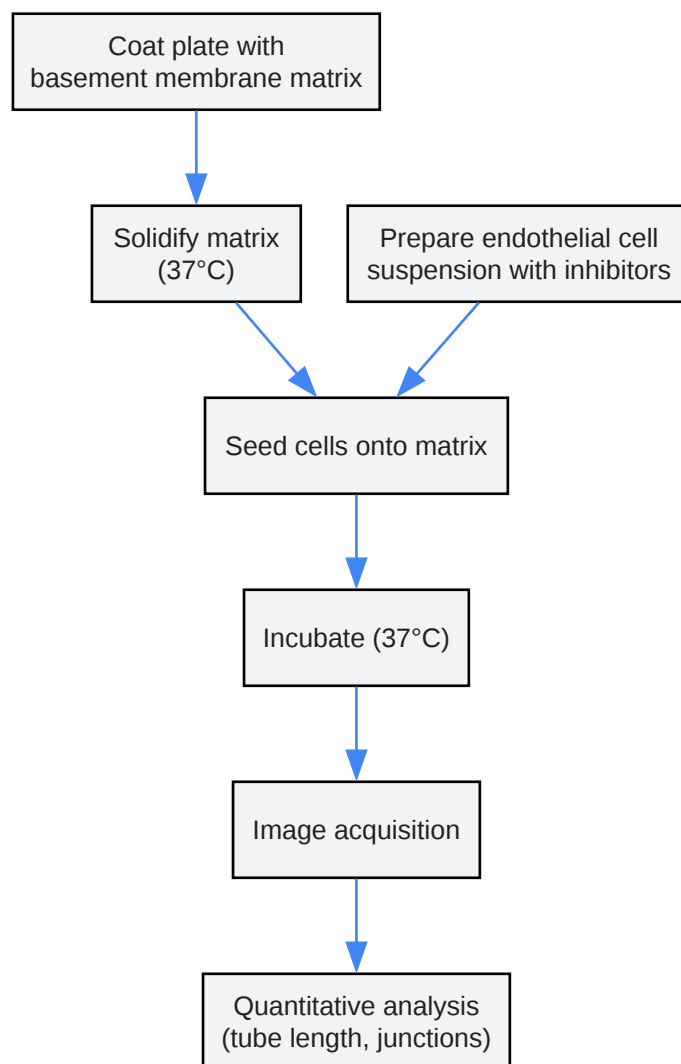 Coat plate with
basement membrane matrix
Solidify matrix
(37°C)
Prepare endothelial cell
suspension with inhibitors
Seed cells onto matrix
Incubate (37°C)
Image acquisition
Quantitative analysis
(tube length, junctions)